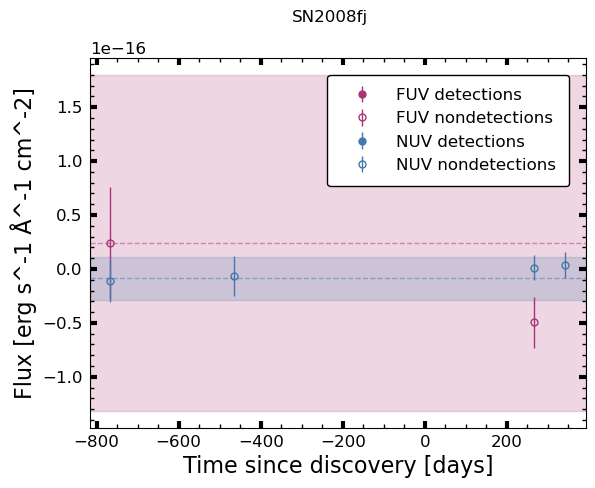 SN2008fj
1e−16
FUV detections
FUV nondetections
NUV detections
NUV nondetections
1.5
1.0
0.5
0.0
−0.5
−1.0
Flux [erg s^-1 Å^-1 cm^-2]
−800 −600 −400 −200 0 200
Time since discovery [days]